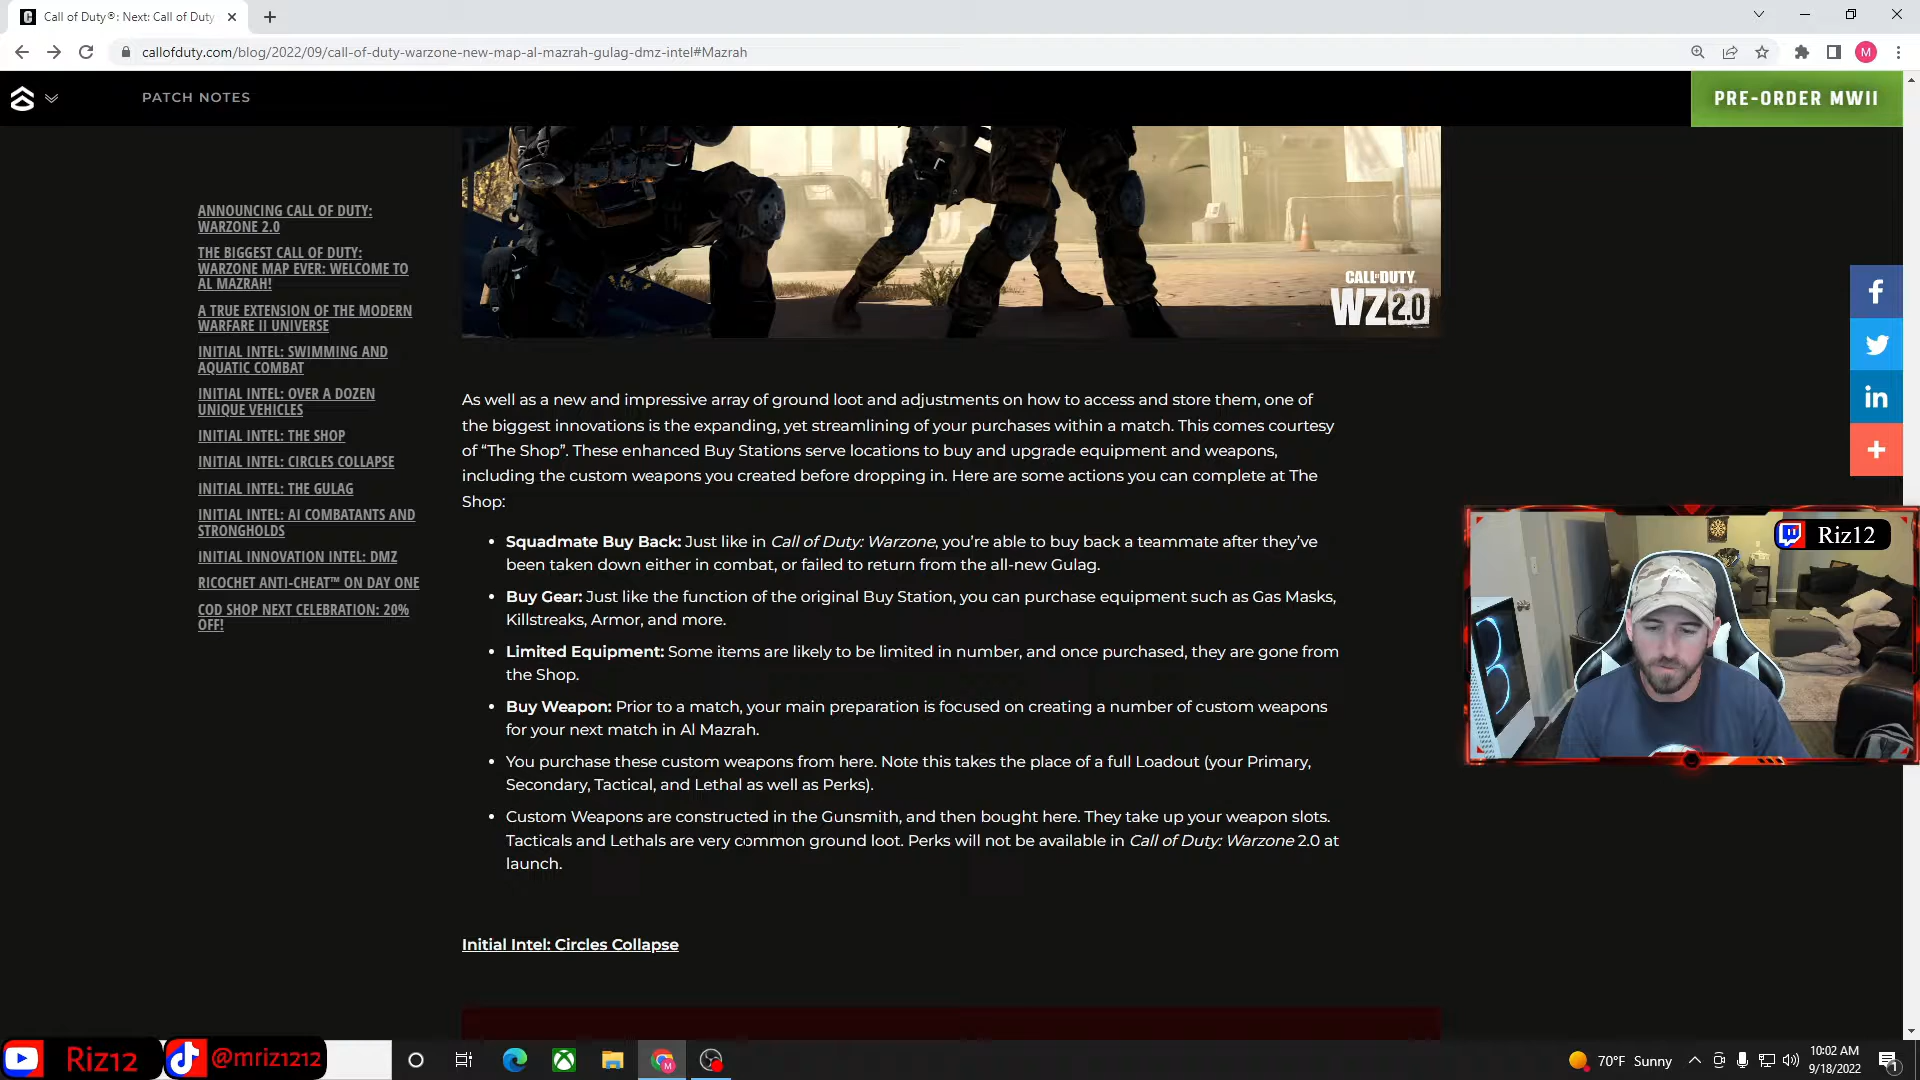 Call of Duty®: Next: Call of Duty
callofduty.com/blog/2022/09/call-of-duty-warzone-new-map-al-mazrah-gulag-dmz-intel#Mazrah
M
PATCH NOTES
PRE-ORDER MWII
ANNOUNCING CALL OF DUTY:
WARZONE 2.0
THE BIGGEST CALL OF DUTY:
WARZONE MAP EVER: WELCOME TO
AL MAZRAH!
A TRUE EXTENSION OF THE MODERN
WARFARE II UNIVERSE
INITIAL INTEL: SWIMMING AND
AQUATIC COMBAT
INITIAL INTEL: OVER A DOZEN
UNIQUE VEHICLES
INITIAL INTEL: THE SHOP
INITIAL INTEL: CIRCLES COLLAPSE
INITIAL INTEL: THE GULAG
INITIAL INTEL: AI COMBATANTS AND
STRONGHOLDS
INITIAL INNOVATION INTEL: DMZ
RICOCHET ANTI-CHEAT™ ON DAY ONE
COD SHOP NEXT CELEBRATION: 20%
OFF!
CALL OF DUTY.
WZ 2.0
As well as a new and impressive array of ground loot and adjustments on how to access and store them, one of
the biggest innovations is the expanding, yet streamlining of your purchases within a match. This comes courtesy
of “The Shop”. These enhanced Buy Stations serve locations to buy and upgrade equipment and weapons,
including the custom weapons you created before dropping in. Here are some actions you can complete at The
Shop:
• Squadmate Buy Back: Just like in Call of Duty: Warzone, you’re able to buy back a teammate after they’ve
been taken down either in combat, or failed to return from the all-new Gulag.
• Buy Gear: Just like the function of the original Buy Station, you can purchase equipment such as Gas Masks,
Killstreaks, Armor, and more.
• Limited Equipment: Some items are likely to be limited in number, and once purchased, they are gone from
the Shop.
• Buy Weapon: Prior to a match, your main preparation is focused on creating a number of custom weapons
for your next match in Al Mazrah.
• You purchase these custom weapons from here. Note this takes the place of a full Loadout (your Primary,
Secondary, Tactical, and Lethal as well as Perks).
• Custom Weapons are constructed in the Gunsmith, and then bought here. They take up your weapon slots.
Tacticals and Lethals are very common ground loot. Perks will not be available in Call of Duty: Warzone 2.0 at
launch.
Initial Intel: Circles Collapse
Riz12
Riz12
@mriz1212
70°F Sunny
10:02 AM
9/18/2022
1